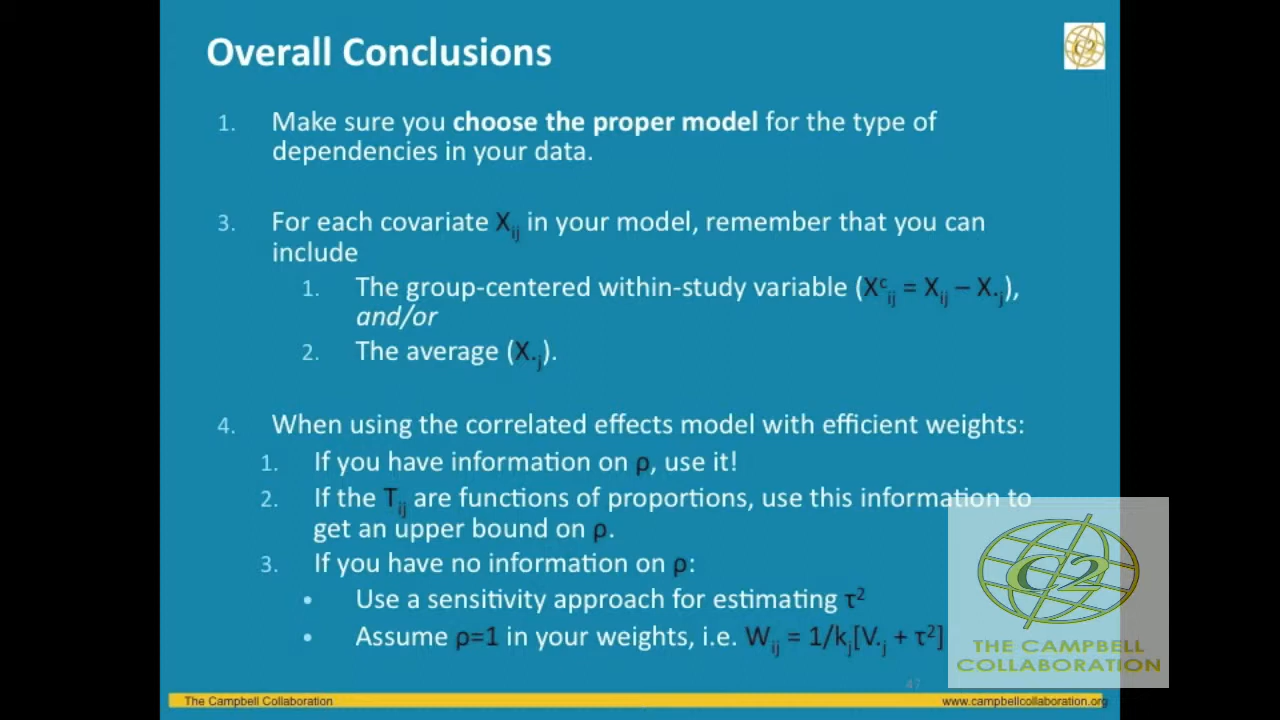 Overall Conclusions
1. Make sure you choose the proper model for the type of
dependencies in your data.
3. For each covariate Xij in your model, remember that you can
include
1. The group-centered within-study variable (Xᶜij = Xij – X.j),
and/or
2. The average (X.j).
4. When using the correlated effects model with efficient weights:
1. If you have information on ρ, use it!
2. If the Tij are functions of proportions, use this information to
get an upper bound on ρ.
3. If you have no information on ρ:
• Use a sensitivity approach for estimating τ²
• Assume ρ=1 in your weights, i.e. Wij = 1/kj[V.j + τ²]
47
The Campbell Collaboration
www.campbellcollaboration.org
C2
THE CAMPBELL
COLLABORATION
C2